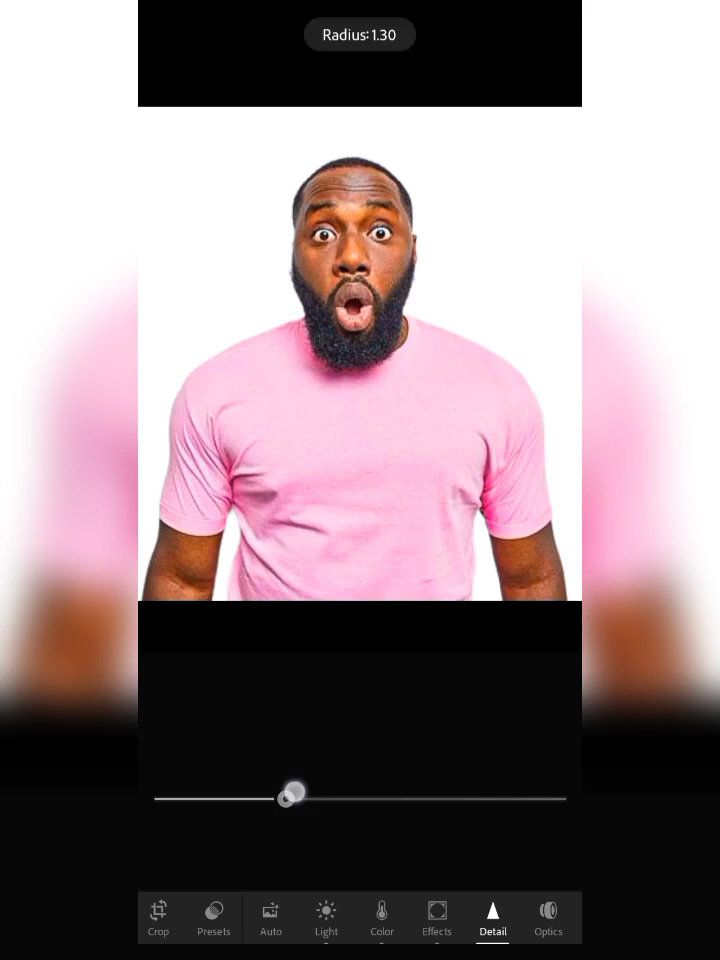 Radius: 1.30
Crop
Presets
Auto
Light
Color
Effects
Detail
Optics